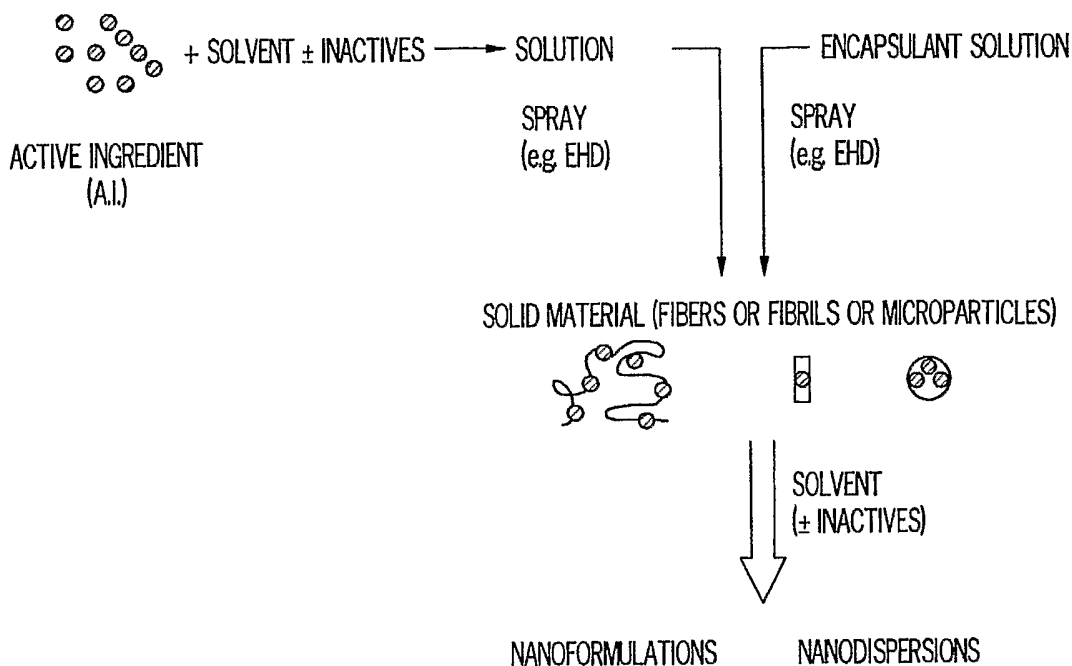 + SOLVENT ± INACTIVES
SOLUTION
ENCAPSULANT SOLUTION
ACTIVE INGREDIENT
(A.I.)
SPRAY
(e.g. EHD)
SPRAY
(e.g. EHD)
SOLID MATERIAL (FIBERS OR FIBRILS OR MICROPARTICLES)
SOLVENT
(± INACTIVES)
NANOFORMULATIONS
NANODISPERSIONS